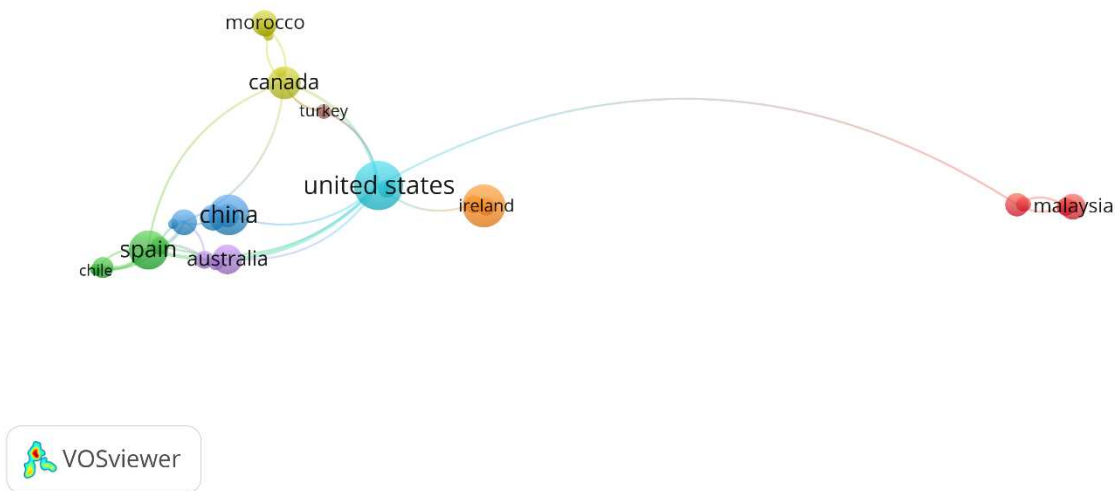 morocco
canada
turkey
united states
ireland
malaysia
china
spain
australia
chile
VOSviewer